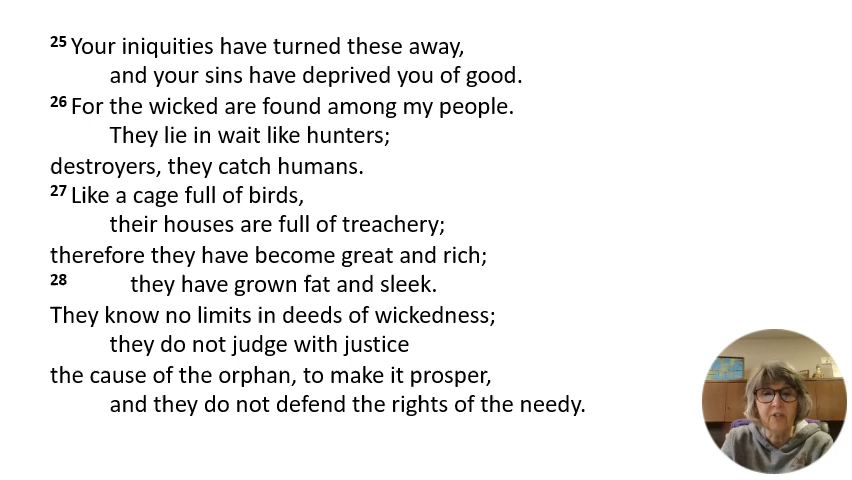 25 Your iniquities have turned these away,
and your sins have deprived you of good.
26 For the wicked are found among my people.
They lie in wait like hunters;
destroyers, they catch humans.
27 Like a cage full of birds,
their houses are full of treachery;
therefore they have become great and rich;
28 they have grown fat and sleek.
They know no limits in deeds of wickedness;
they do not judge with justice
the cause of the orphan, to make it prosper,
and they do not defend the rights of the needy.